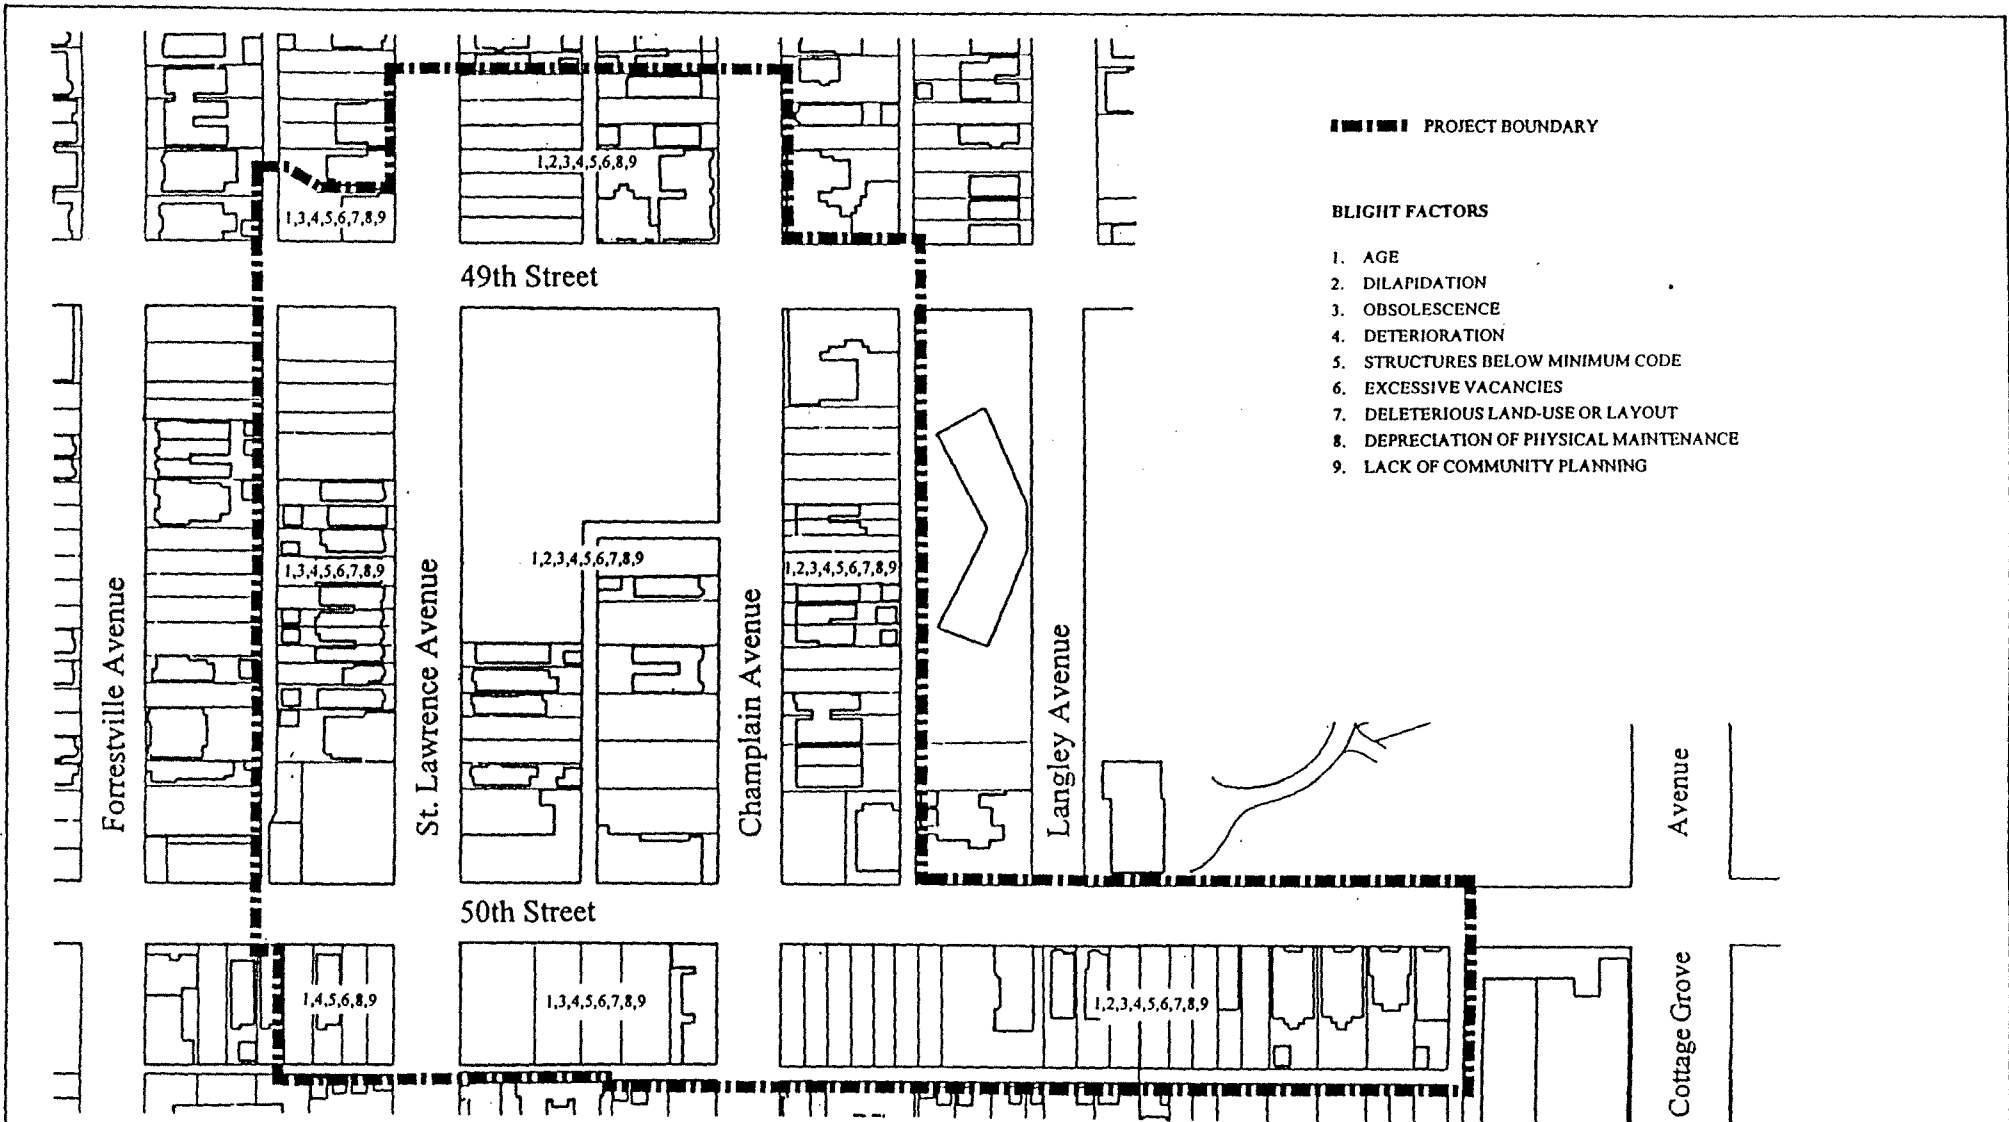 PROJECT BOUNDARY
BLIGHT FACTORS
1. AGE
2. DILAPIDATION
3. OBSOLESCENCE
4. DETERIORATION
5. STRUCTURES BELOW MINIMUM CODE
6. EXCESSIVE VACANCIES
7. DELETERIOUS LAND-USE OR LAYOUT
8. DEPRECIATION OF PHYSICAL MAINTENANCE
9. LACK OF COMMUNITY PLANNING
1,2,3,4,5,6,8,9
1,3,4,5,6,7,8,9
49th Street
1,3,4,5,6,7,8,9
1,2,3,4,5,6,7,8,9
1,2,3,4,5,6,7,8,9
Forrestville Avenue
St. Lawrence Avenue
Champlain Avenue
Langley Avenue
Avenue
50th Street
1,4,5,6,8,9
1,3,4,5,6,7,8,9
1,2,3,4,5,6,7,8,9
Cottage Grove